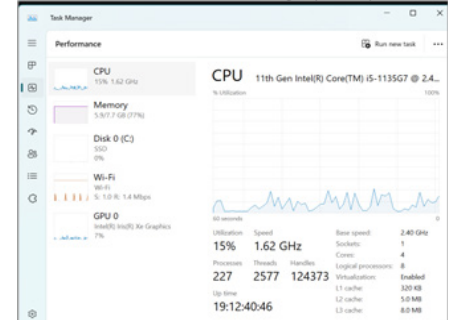 Task Manager
Performance
Run new task
CPU
15% 1.62 GHz
Memory
5.9/7.7 GB (77%)
Disk 0 (C:)
SSD
0%
Wi-Fi
Wi-Fi
S: 1.0 R: 1.4 Mbps
GPU 0
Intel(R) Iris(R) Xe Graphics
7%
CPU 11th Gen Intel(R) Core(TM) i5-1135G7 @ 2.4...
% Utilization 100%
60 seconds 0
Utilization Speed
15% 1.62 GHz
Processes Threads Handles
227 2577 124373
Up time
19:12:40:46
Base speed: 2.40 GHz
Sockets: 1
Cores: 4
Logical processors: 8
Virtualization: Enabled
L1 cache: 320 KB
L2 cache: 5.0 MB
L3 cache: 8.0 MB